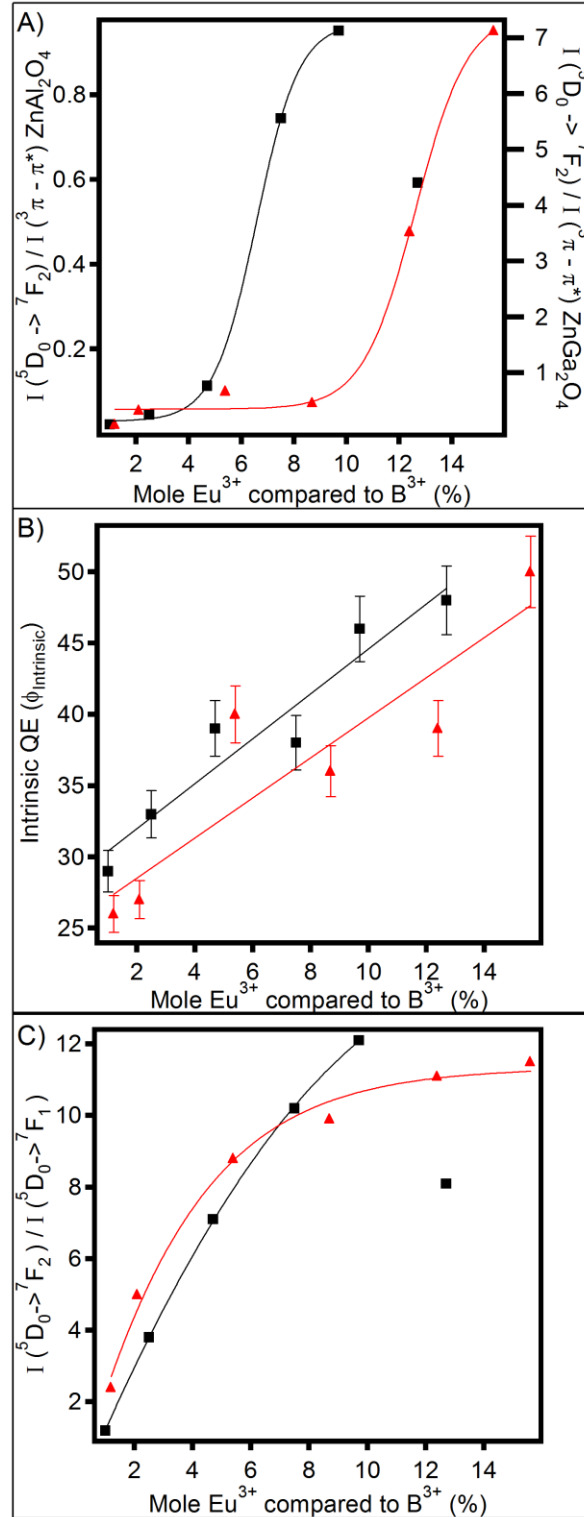 A)
I (⁵D₀ -> ⁷F₂) / I (³π - π*) ZnAl₂O₄
0.8
0.6
0.4
0.2
7
6
5
4
3
2
1
I (⁵D₀ -> ⁷F₂) / I (³π - π*) ZnGa₂O₄
2 4 6 8 10 12 14
Mole Eu³⁺ compared to B³⁺ (%)
B)
Intrinsic QE (ϕIntrinsic)
50
45
35
30
29
25
2 4 6 8 10 12 14
Mole Eu³⁺ compared to B³⁺ (%)
C)
I (⁵D₀->⁷F₂) / I (⁵D₀->⁷F₁)
12
10
8
6
4
2
2 4 6 8 10 12 14
Mole Eu³⁺ compared to B³⁺ (%)